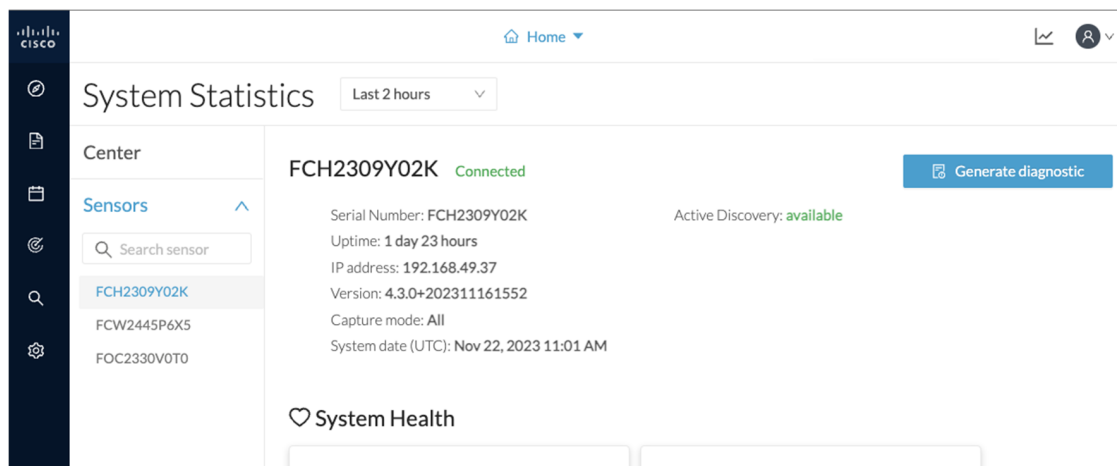 CISCO
Home
System Statistics
Last 2 hours
Center
Sensors
Search sensor
FCH2309Y02K
FCW2445P6X5
FOC2330V0T0
FCH2309Y02K Connected
Generate diagnostic
Serial Number: FCH2309Y02K
Active Discovery: available
Uptime: 1 day 23 hours
IP address: 192.168.49.37
Version: 4.3.0+202311161552
Capture mode: All
System date (UTC): Nov 22, 2023 11:01 AM
System Health